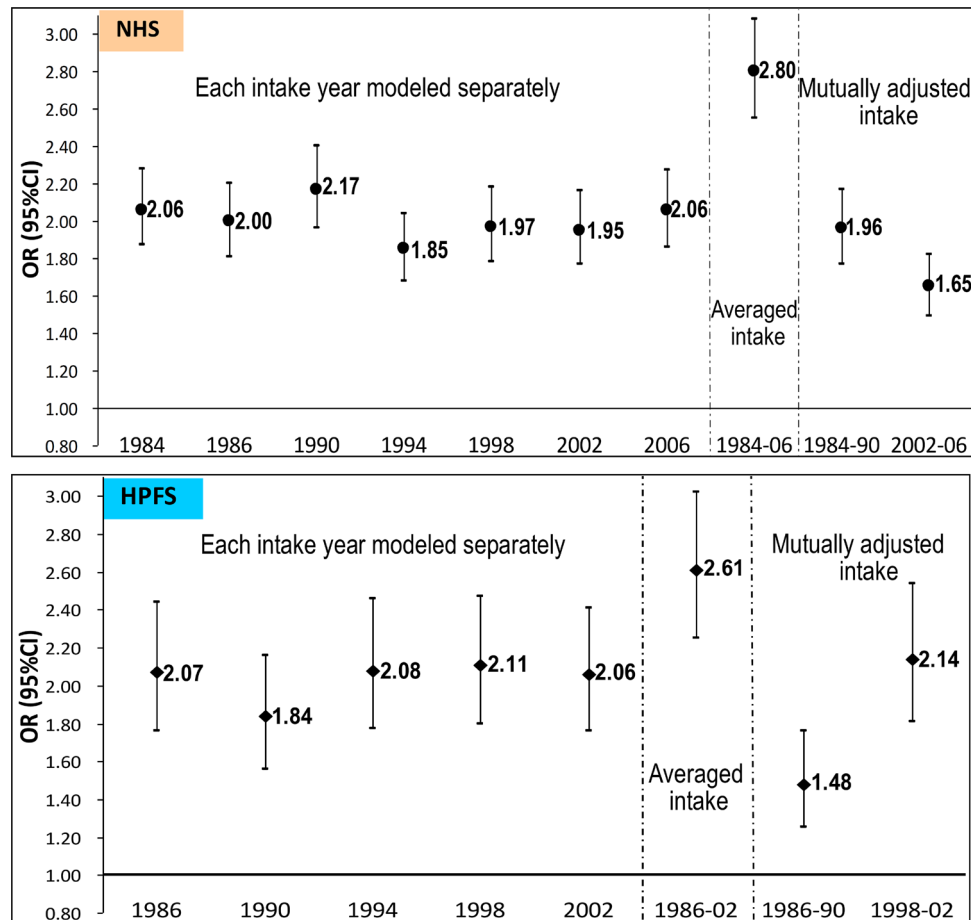 NHS
OR (95%CI)
3.00
2.80
2.60
2.40
2.20
2.00
1.80
1.60
1.40
1.20
1.00
0.80
Each intake year modeled separately
2.06
2.00
2.17
1.85
1.97
1.95
2.06
2.80
Averaged
intake
Mutually adjusted
intake
1.96
1.65
1984 1986 1990 1994 1998 2002 2006 1984-06 1984-90 2002-06
HPFS
OR (95%CI)
3.00
2.80
2.60
2.40
2.20
2.00
1.80
1.60
1.40
1.20
1.00
0.80
Each intake year modeled separately
2.07
1.84
2.08
2.11
2.06
2.61
Averaged
intake
Mutually adjusted
intake
1.48
2.14
1986 1990 1994 1998 2002 1986-02 1986-90 1998-02